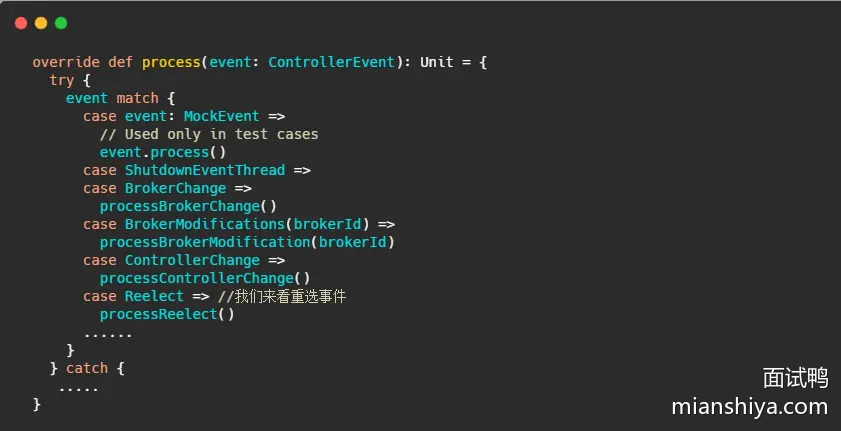 override def process(event: ControllerEvent): Unit = {
  try {
    event match {
      case event: MockEvent =>
        // Used only in test cases
        event.process()
      case ShutdownEventThread =>
      case BrokerChange =>
        processBrokerChange()
      case BrokerModifications(brokerId) =>
        processBrokerModification(brokerId)
      case ControllerChange =>
        processControllerChange()
      case Reelect => //我们来看重选事件
        processReelect()
      ......
    }
  } catch {
   .....
}
面试鸭
mianshiya.com